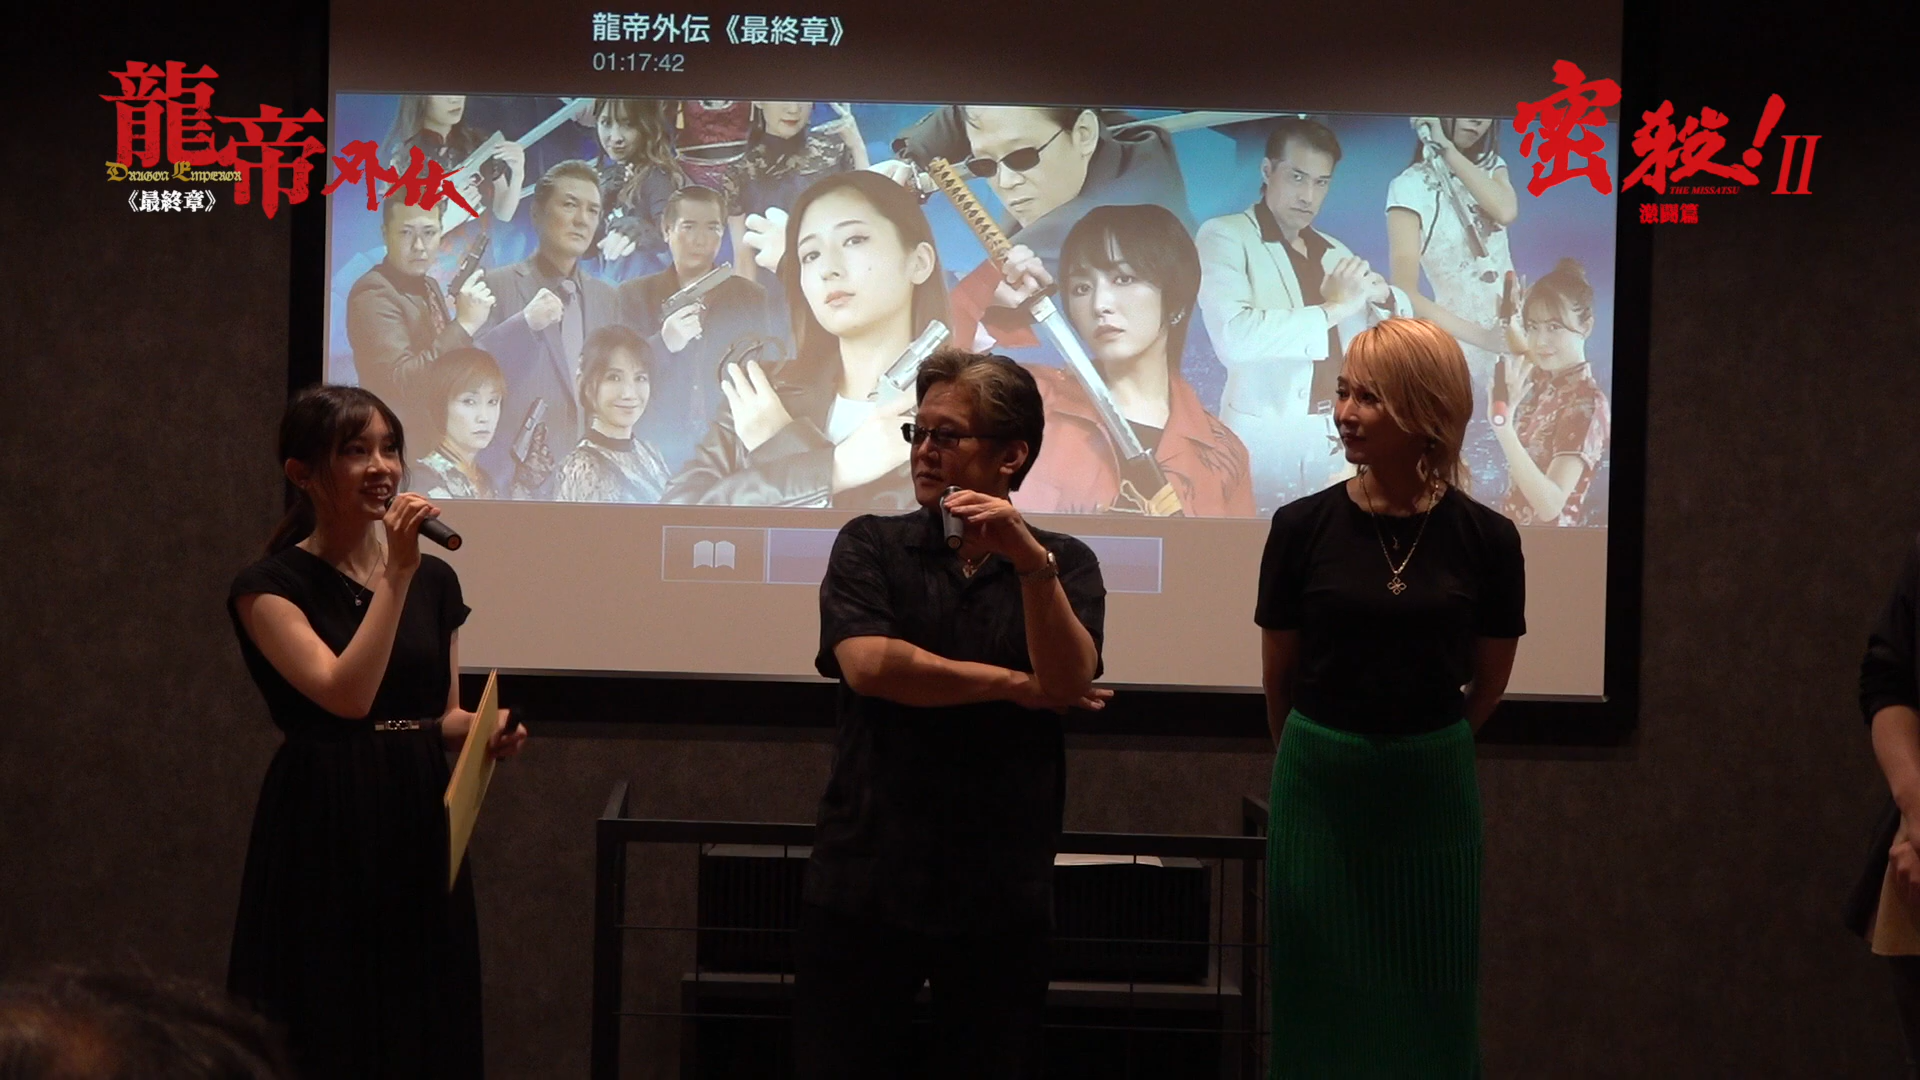 龍帝外伝《最終章》
01:17:42
龍帝外伝
DRAGON EMPEROR
《最終章》
密殺!II
THE MISSATSU
激闘篇